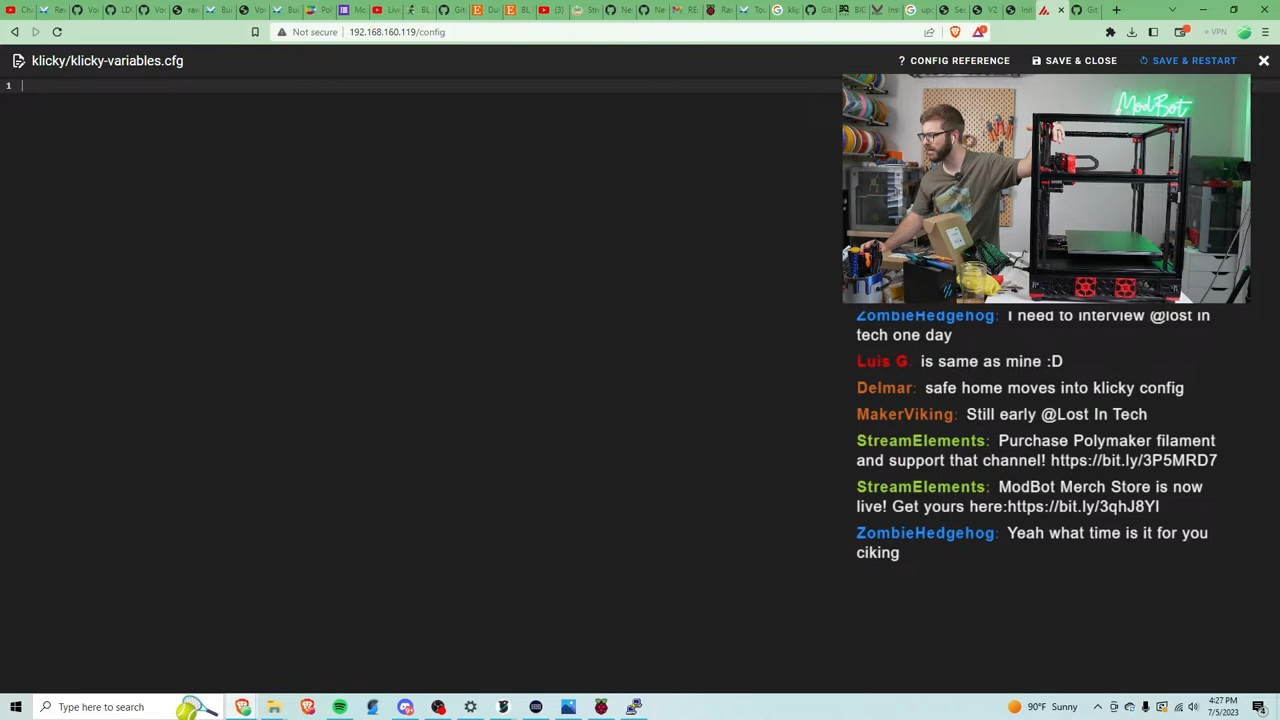 Not secure
192.168.160.119/config
VPN
klicky/klicky-variables.cfg
? CONFIG REFERENCE
SAVE & CLOSE
SAVE & RESTART
1
ModBot
ZombieHedgehog: I need to interview @lost in
tech one day
Luis G. is same as mine :D
Delmar: safe home moves into klicky config
MakerViking: Still early @Lost In Tech
StreamElements: Purchase Polymaker filament
and support that channel! https://bit.ly/3P5MRD7
StreamElements: ModBot Merch Store is now
live! Get yours here:https://bit.ly/3qhJ8Yl
ZombieHedgehog: Yeah what time is it for you
ciking
Type here to search
90°F Sunny
4:27 PM
7/5/2023